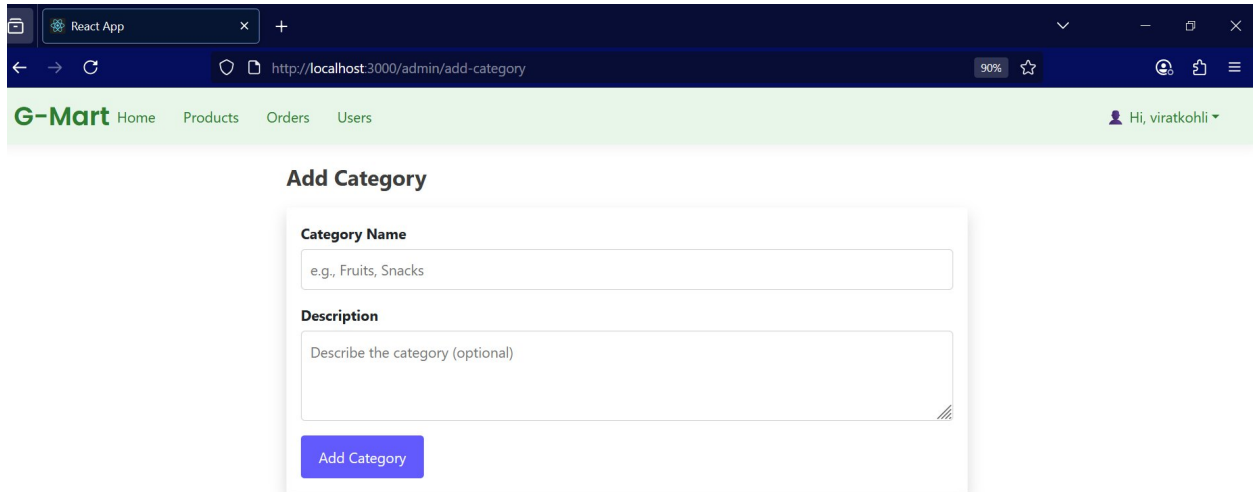 React App
http://localhost:3000/admin/add-category 90%
G-Mart Home Products Orders Users Hi, viratkohli
Add Category
Category Name
e.g., Fruits, Snacks
Description
Describe the category (optional)
Add Category